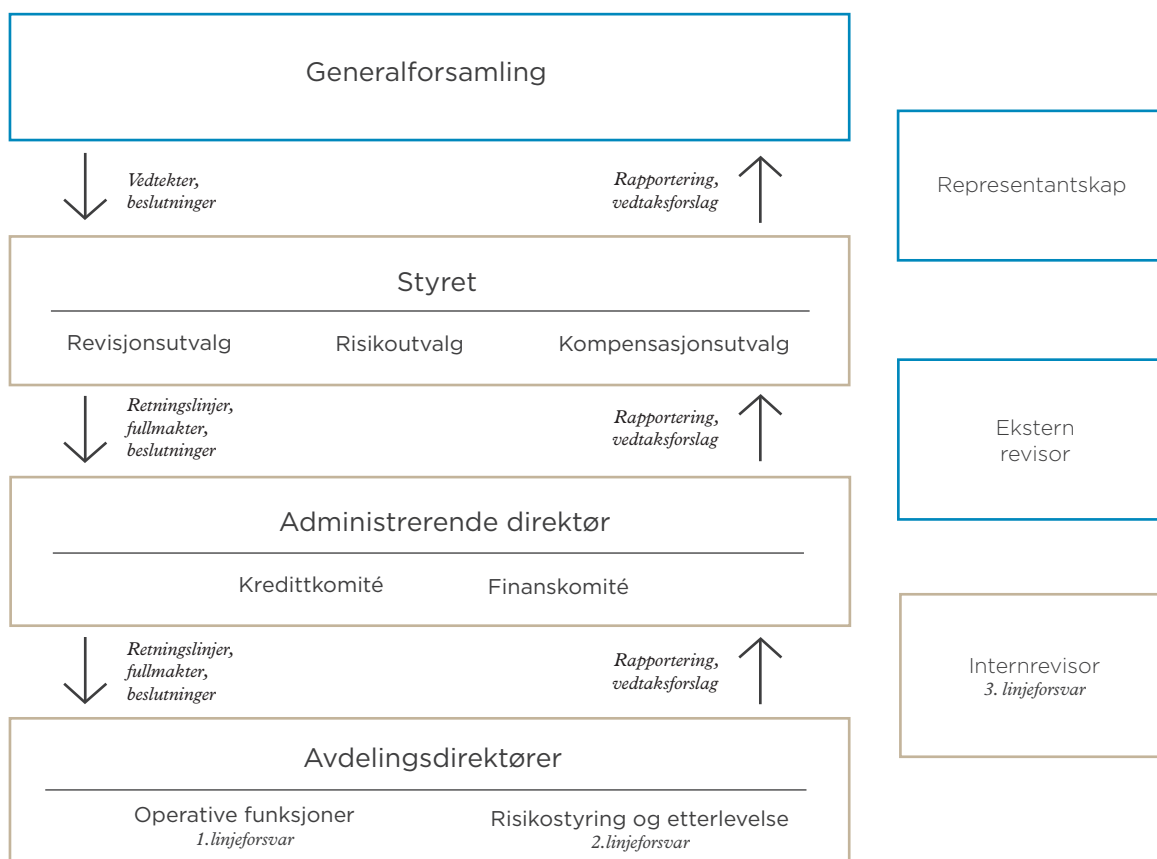 Generalforsamling
Vedtekter,
beslutninger
Rapportering,
vedtaksforslag
Representantskap
Styret
Revisjonsutvalg
Risikoutvalg
Kompensasjonsutvalg
Retningslinjer,
fullmakter,
beslutninger
Rapportering,
vedtaksforslag
Ekstern
revisor
Administrerende direktør
Kredittkomité
Finanskomité
Retningslinjer,
fullmakter,
beslutninger
Rapportering,
vedtaksforslag
Internrevisor
3. linjeforsvar
Avdelingsdirektører
Operative funksjoner
1.linjeforsvar
Risikostyring og etterlevelse
2.linjeforsvar